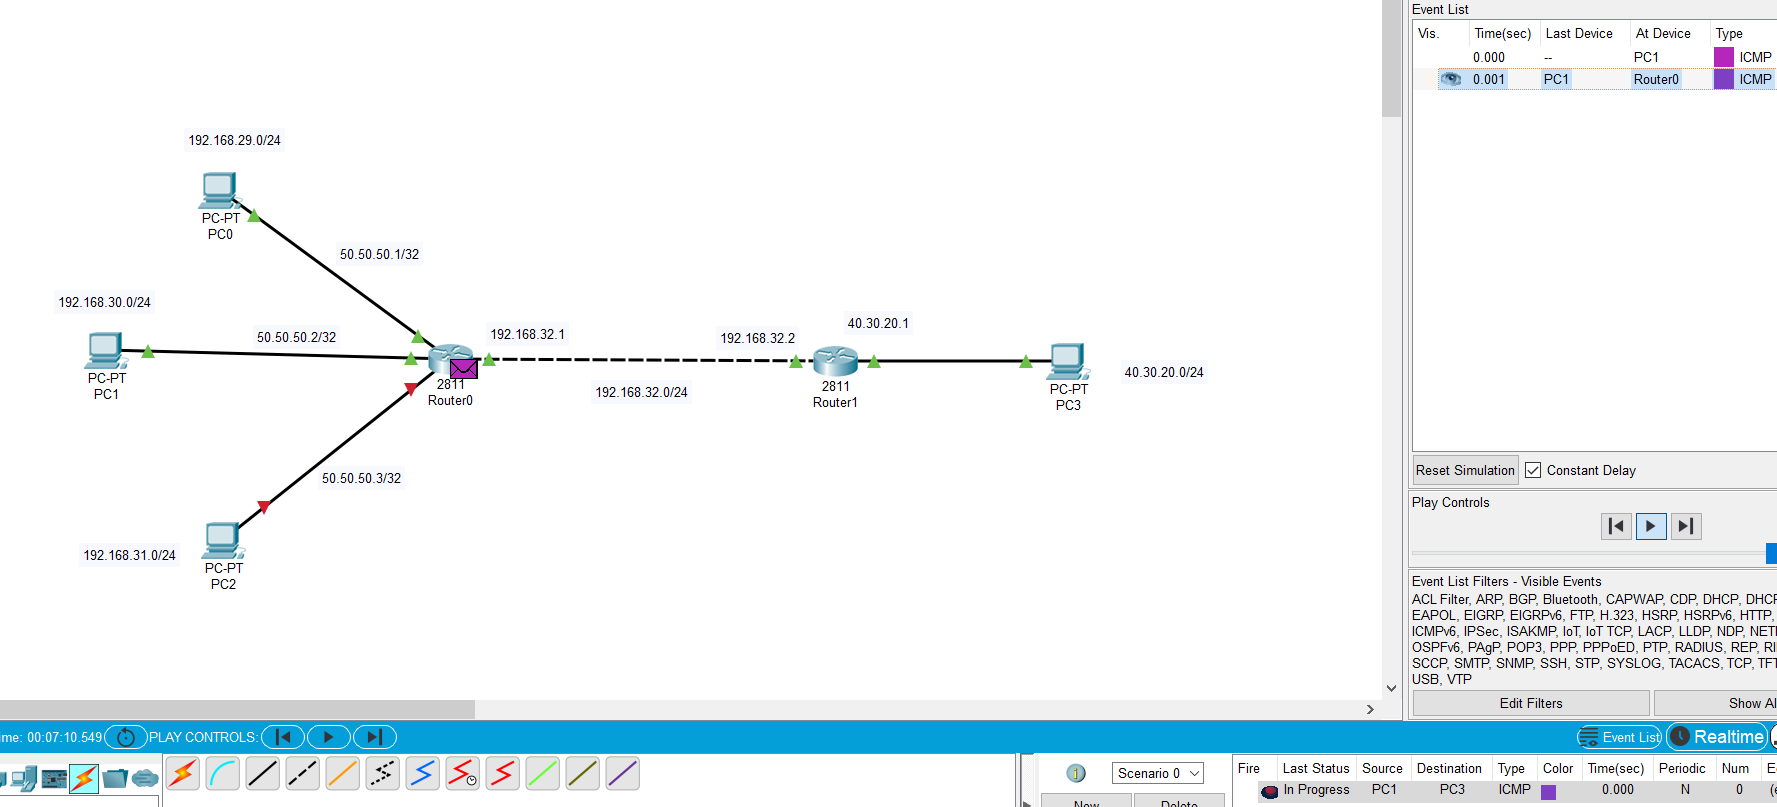 192.168.29.0/24
PC-PT
PC0
50.50.50.1/32
192.168.30.0/24
50.50.50.2/32
PC-PT
PC1
192.168.32.1
2811
Router0
192.168.32.0/24
192.168.32.2
40.30.20.1
2811
Router1
PC-PT
PC3
40.30.20.0/24
50.50.50.3/32
192.168.31.0/24
PC-PT
PC2
Event List
Vis. Time(sec) Last Device At Device Type
0.000 -- PC1 ICMP
0.001 PC1 Router0 ICMP
Reset Simulation Constant Delay
Play Controls
Event List Filters - Visible Events
ACL Filter, ARP, BGP, Bluetooth, CAPWAP, CDP, DHCP, DHCP
EAPOL, EIGRP, EIGRPv6, FTP, H.323, HSRP, HSRPv6, HTTP,
ICMPv6, IPSec, ISAKMP, IoT, IoT TCP, LACP, LLDP, NDP, NET
OSPFv6, PAgP, POP3, PPP, PPPoED, PTP, RADIUS, REP, RI
SCCP, SMTP, SNMP, SSH, STP, SYSLOG, TACACS, TCP, TFT
USB, VTP
Edit Filters Show Al
ime: 00:07:10.549 PLAY CONTROLS: Event List Realtime
Scenario 0
New Delete
Fire Last Status Source Destination Type Color Time(sec) Periodic Num
In Progress PC1 PC3 ICMP 0.000 N 0